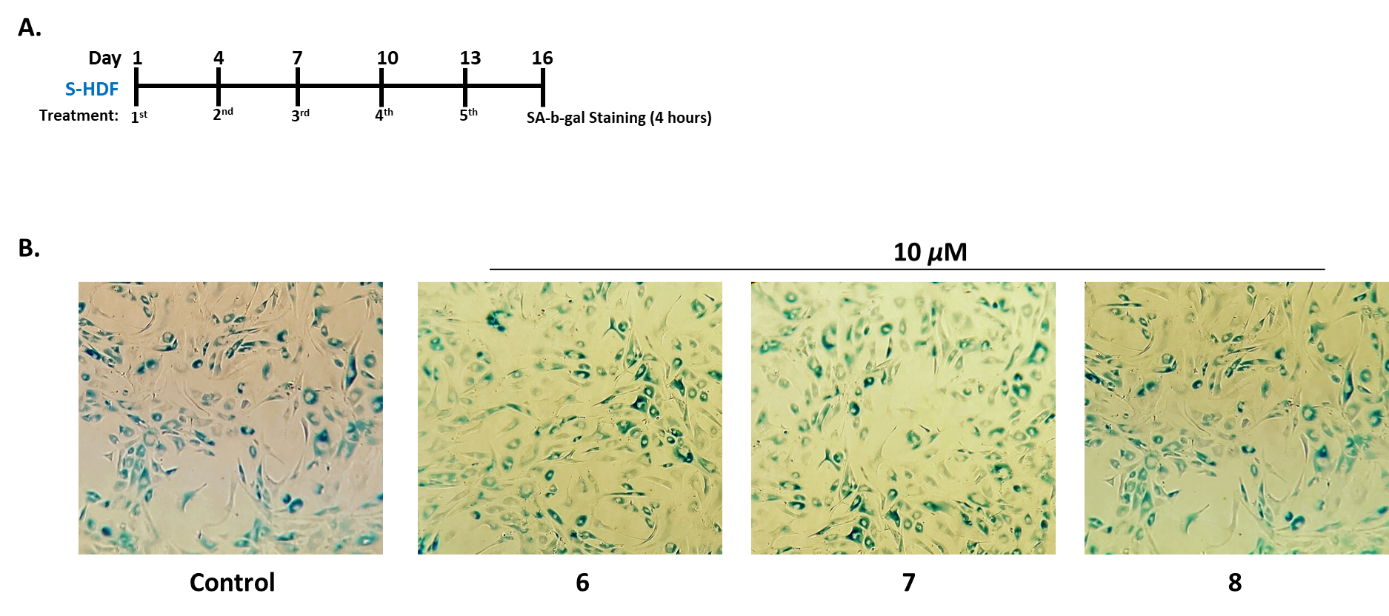 A.
Day 1 4 7 10 13 16
S-HDF
Treatment: 1st 2nd 3rd 4th 5th SA-b-gal Staining (4 hours)
B.
10 µM
Control 6 7 8